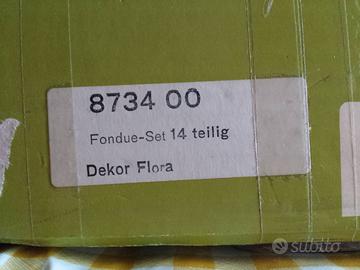 8734 00
Fondue-Set 14 teilig
Dekor Flora
subito